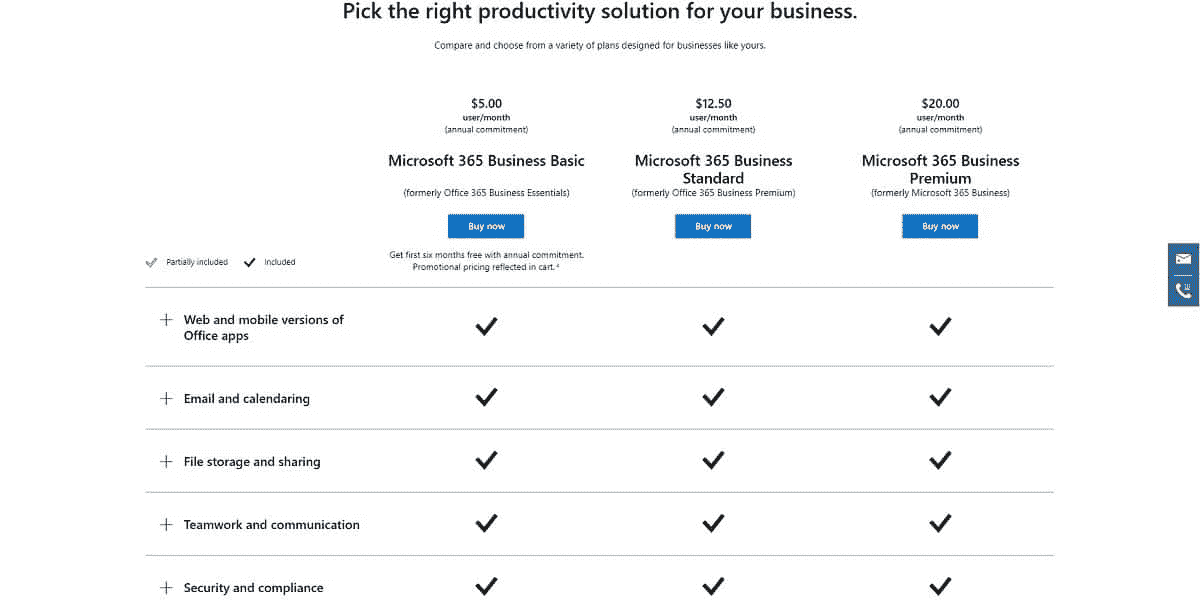 Pick the right productivity solution for your business.
Compare and choose from a variety of plans designed for businesses like yours.
$5.00
user/month
(annual commitment)
Microsoft 365 Business Basic
(formerly Office 365 Business Essentials)
Buy now
Get first six months free with annual commitment.
Promotional pricing reflected in cart.
$12.50
user/month
(annual commitment)
Microsoft 365 Business
Standard
(formerly Office 365 Business Premium)
Buy now
$20.00
user/month
(annual commitment)
Microsoft 365 Business
Premium
(formerly Microsoft 365 Business)
Buy now
Partially included
Included
Web and mobile versions of
Office apps
Email and calendaring
File storage and sharing
Teamwork and communication
Security and compliance